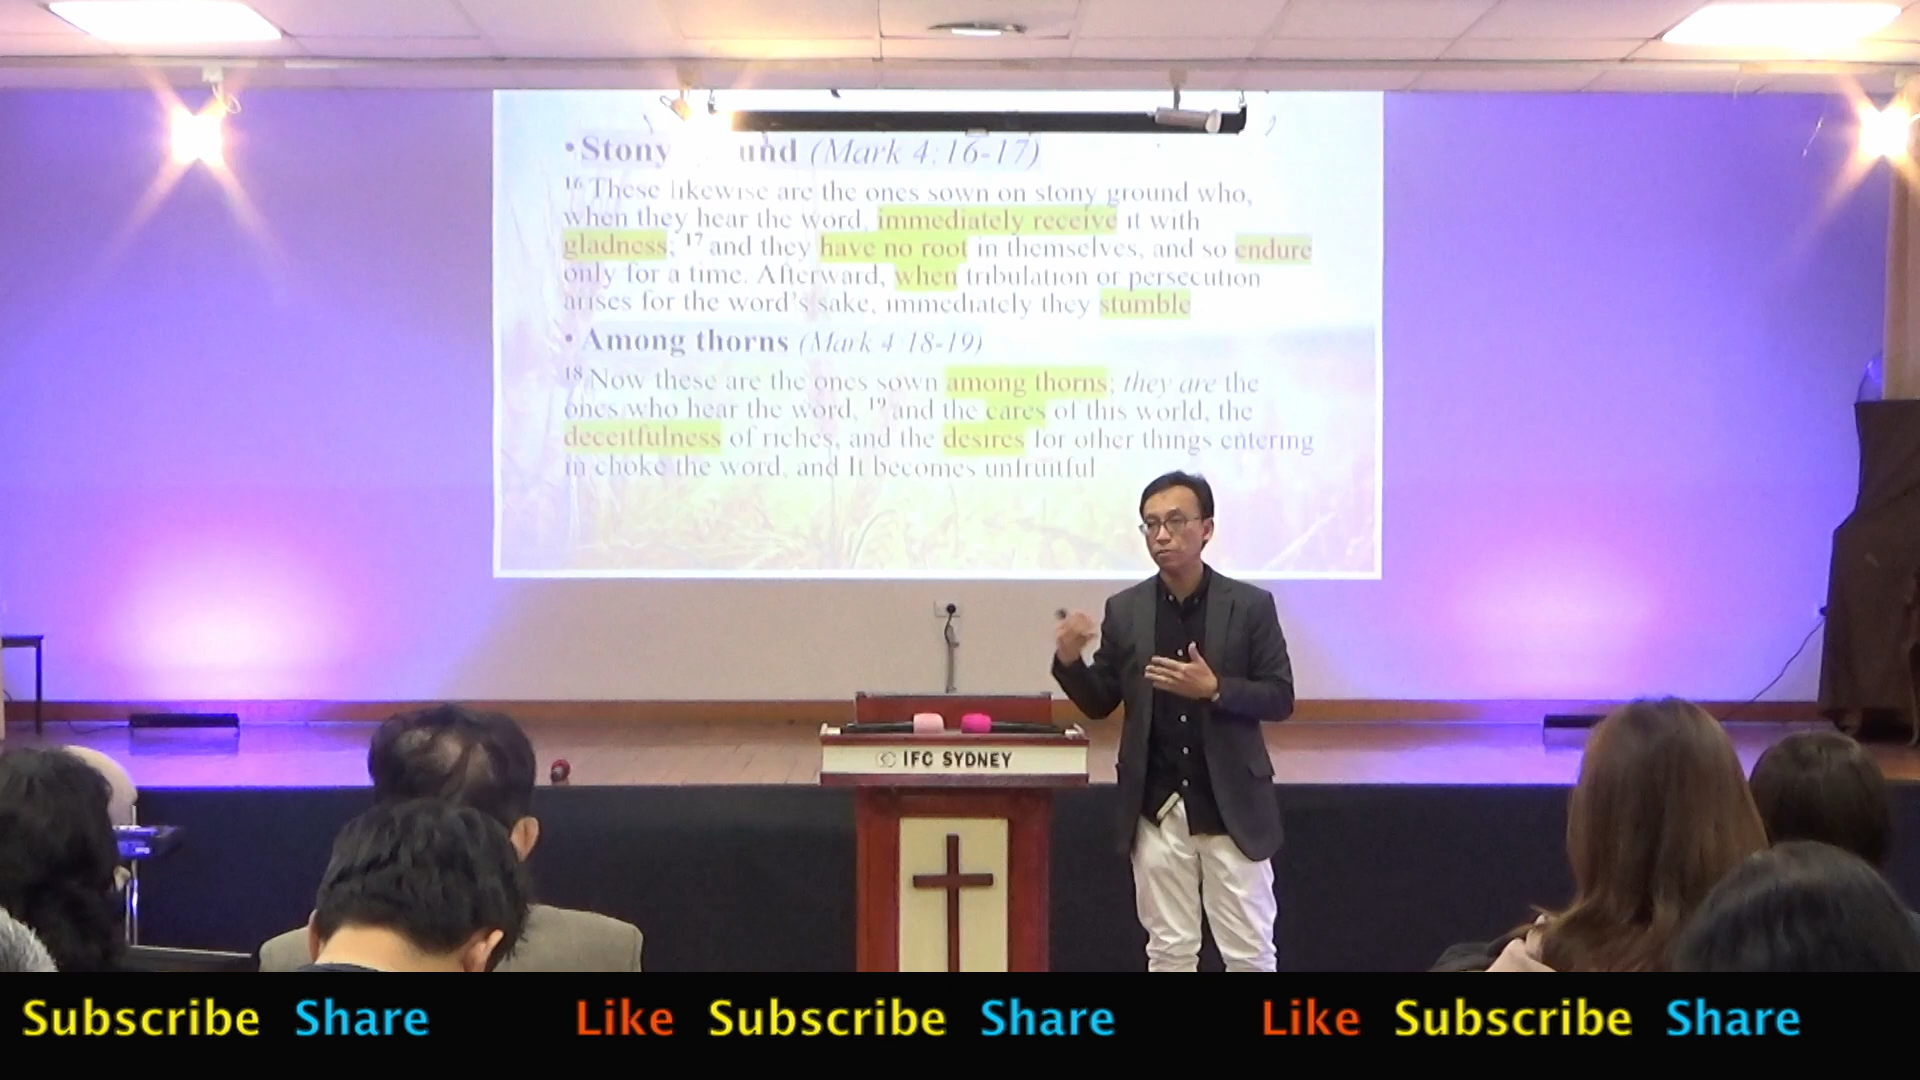 •Stony und (Mark 4:16-17)
16 These likewise are the ones sown on stony ground who,
when they hear the word, immediately receive it with
gladness; 17 and they have no root in themselves, and so endure
only for a time. Afterward, when tribulation or persecution
arises for the word's sake, immediately they stumble
• Among thorns (Mark 4 18-19)
18 Now these are the ones sown among thorns; they are the
ones who hear the word, 19 and the cares of this world, the
deceitfulness of riches, and the desires for other things entering
in choke the word, and It becomes unfruitful
IFC SYDNEY
Subscribe Share Like Subscribe Share Like Subscribe Share